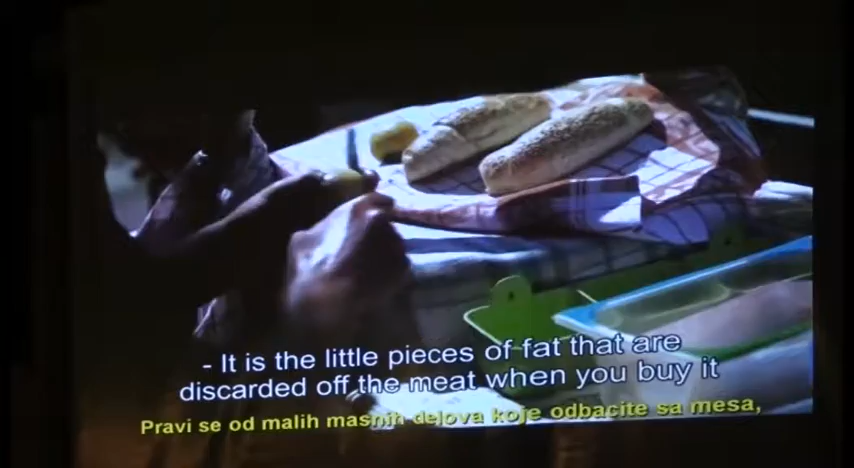 - It is the little pieces of fat that are
discarded off the meat when you buy it
Pravi se od malih masnih delova koje odbacite sa mesa,